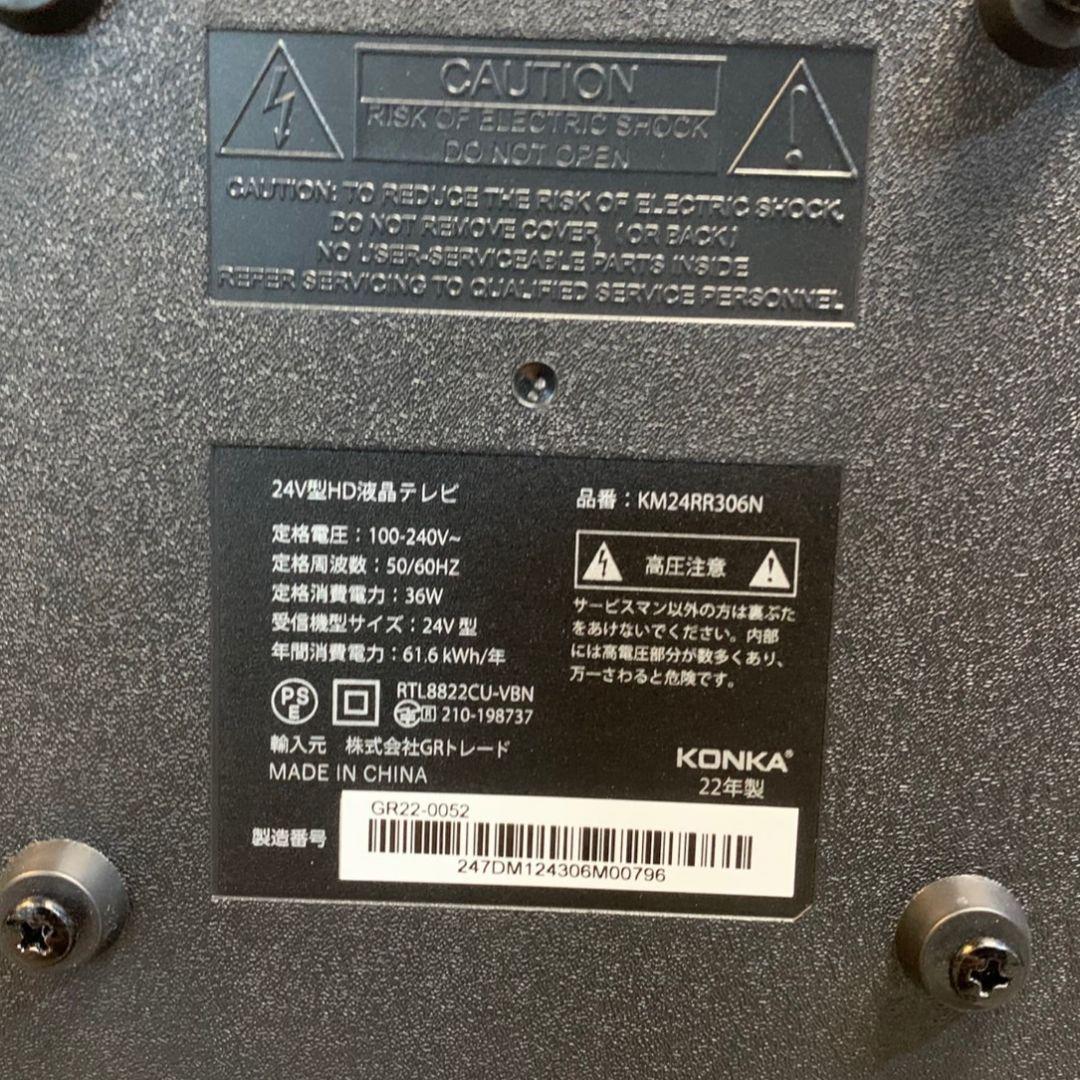 CAUTION
RISK OF ELECTRIC SHOCK
DO NOT OPEN
CAUTION: TO REDUCE THE RISK OF ELECTRIC SHOCK,
DO NOT REMOVE COVER, (OR BACK)
NO USER-SERVICEABLE PARTS INSIDE
REFER SERVICING TO QUALIFIED SERVICE PERSONNEL
24V型HD液晶テレビ
定格電圧：100-240V~
定格周波数：50/60HZ
定格消費電力：36W
受信機型サイズ：24V 型
年間消費電力：61.6 kWh/年
PSE
RTL8822CU-VBN
R 210-198737
輸入元 株式会社GRトレード
MADE IN CHINA
品番：KM24RR306N
高圧注意
サービスマン以外の方は裏ぶた
をあけないでください。内部
には高電圧部分が数多くあり、
万一さわると危険です。
KONKA®
22年製
製造番号
GR22-0052
247DM124306M00796